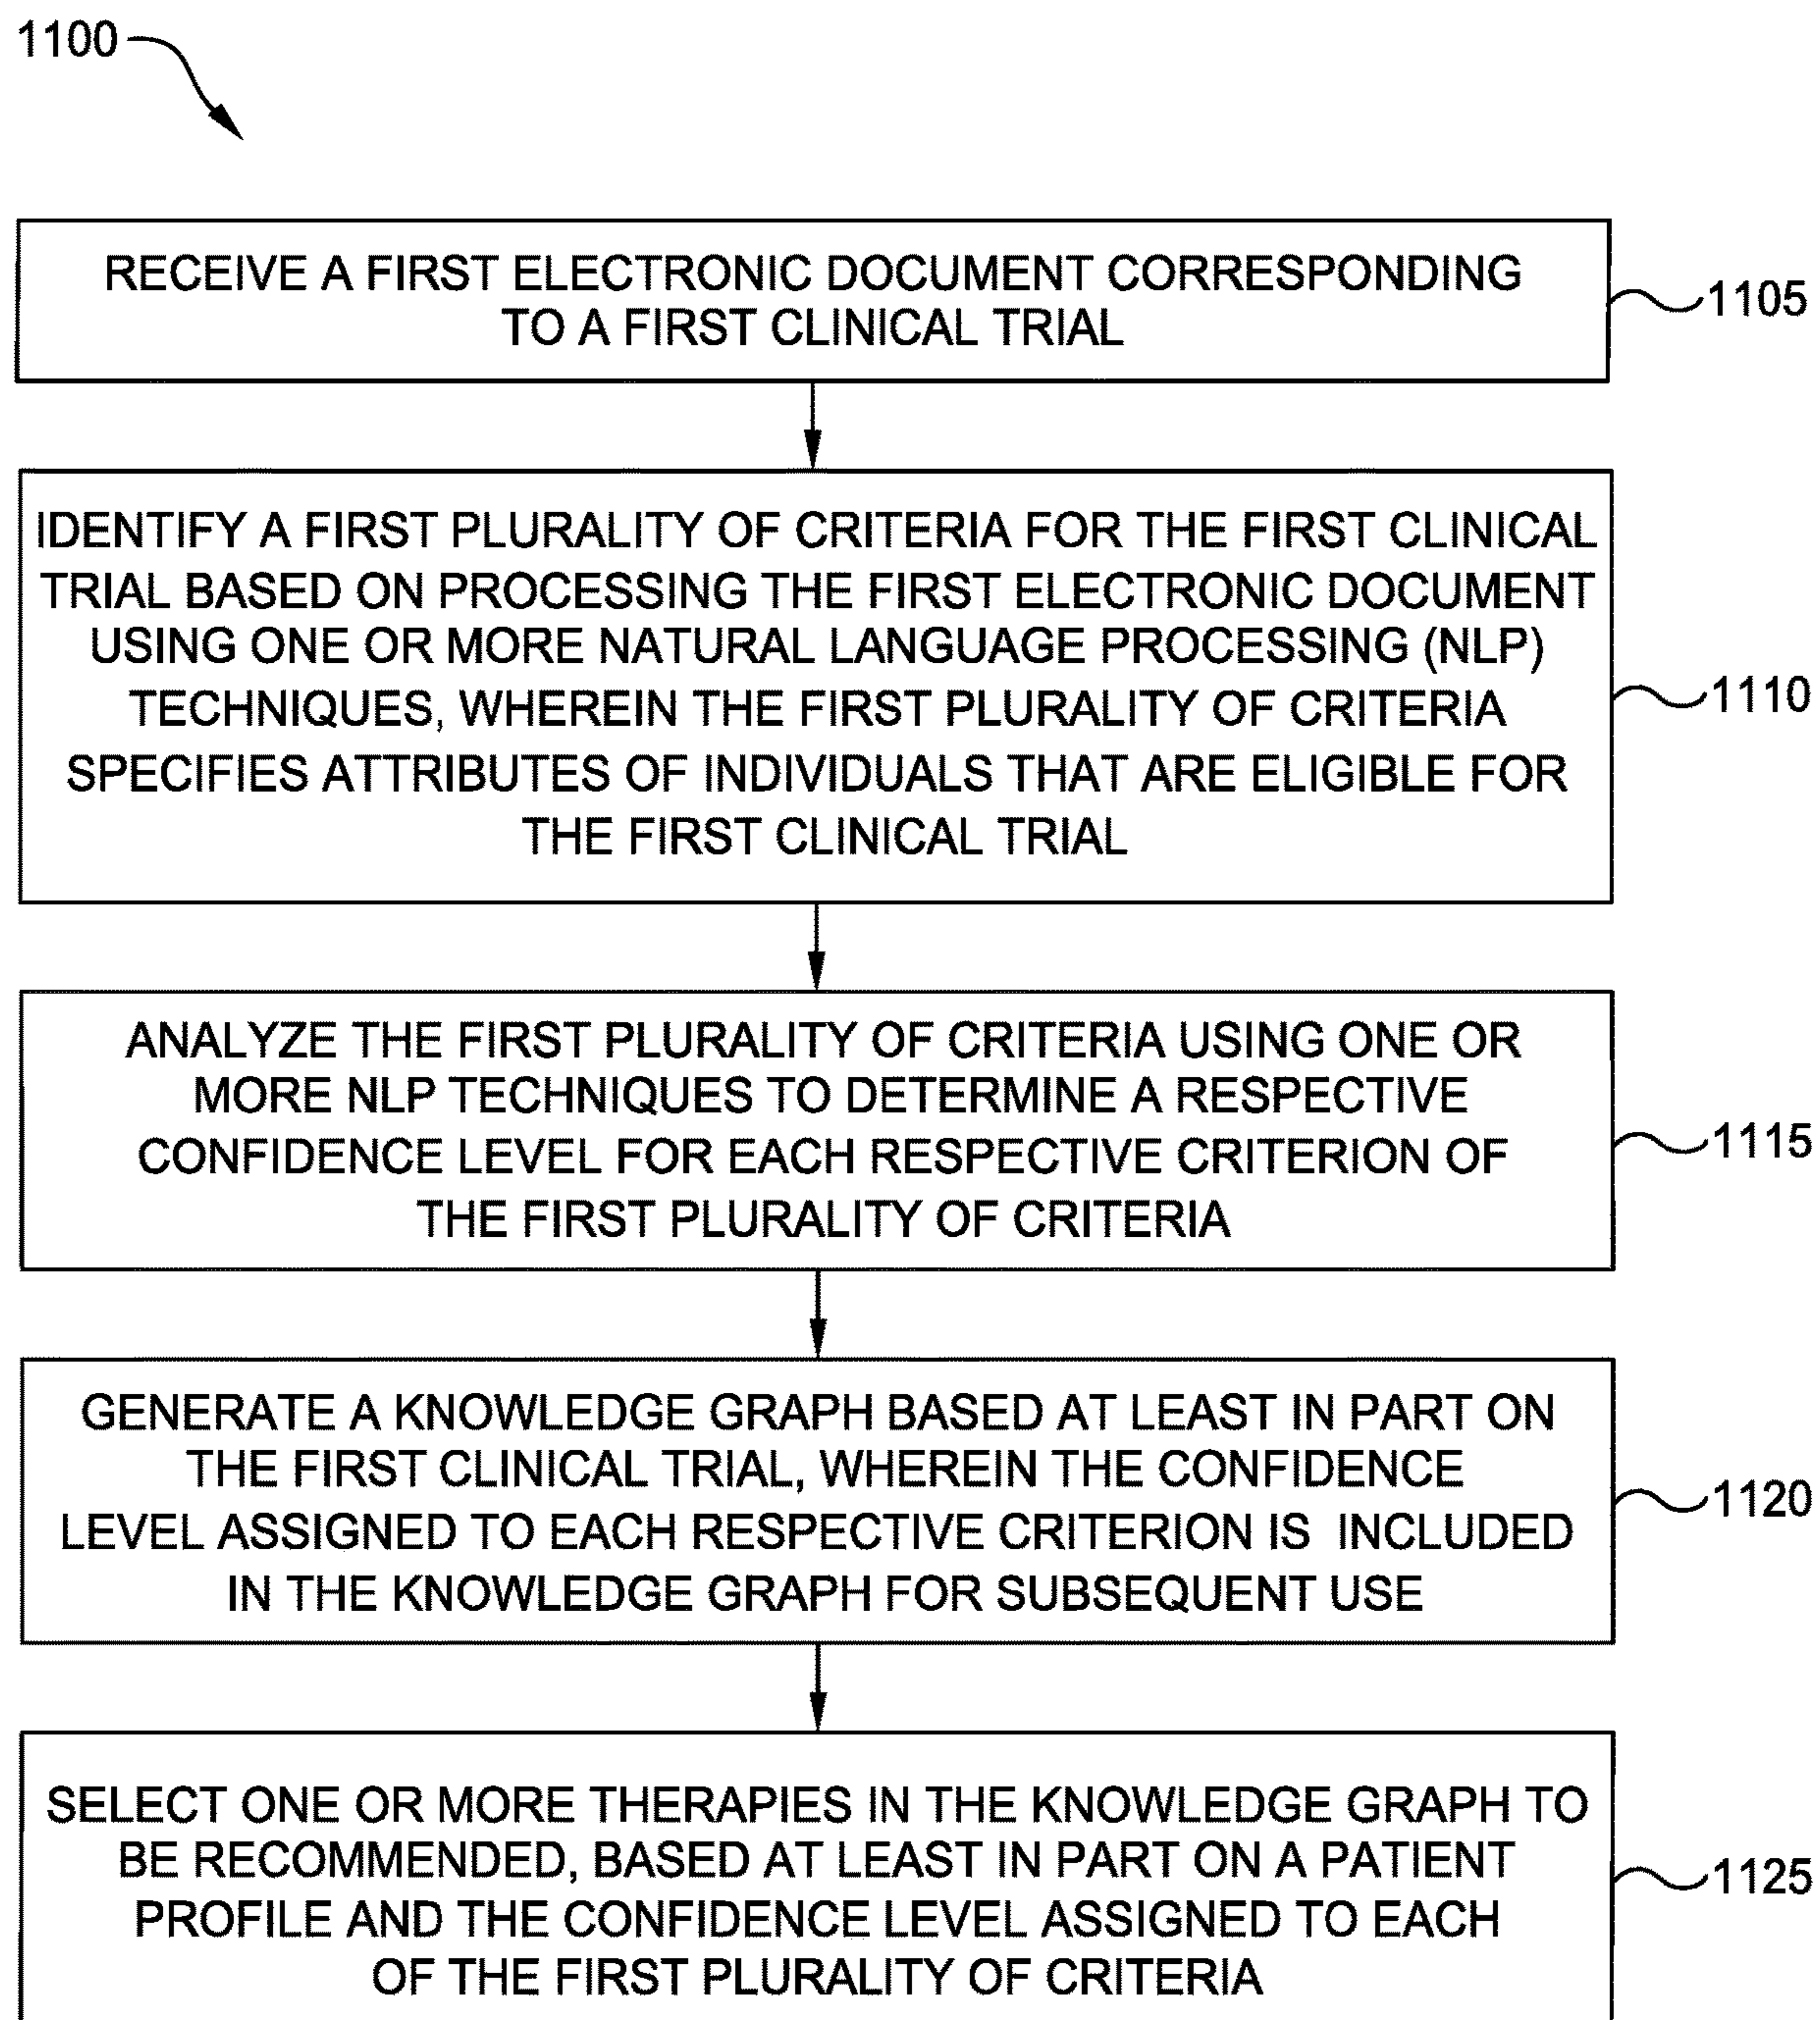 1100
RECEIVE A FIRST ELECTRONIC DOCUMENT CORRESPONDING
TO A FIRST CLINICAL TRIAL
1105
IDENTIFY A FIRST PLURALITY OF CRITERIA FOR THE FIRST CLINICAL
TRIAL BASED ON PROCESSING THE FIRST ELECTRONIC DOCUMENT
USING ONE OR MORE NATURAL LANGUAGE PROCESSING (NLP)
TECHNIQUES, WHEREIN THE FIRST PLURALITY OF CRITERIA
SPECIFIES ATTRIBUTES OF INDIVIDUALS THAT ARE ELIGIBLE FOR
THE FIRST CLINICAL TRIAL
1110
ANALYZE THE FIRST PLURALITY OF CRITERIA USING ONE OR
MORE NLP TECHNIQUES TO DETERMINE A RESPECTIVE
CONFIDENCE LEVEL FOR EACH RESPECTIVE CRITERION OF
THE FIRST PLURALITY OF CRITERIA
1115
GENERATE A KNOWLEDGE GRAPH BASED AT LEAST IN PART ON
THE FIRST CLINICAL TRIAL, WHEREIN THE CONFIDENCE
LEVEL ASSIGNED TO EACH RESPECTIVE CRITERION IS INCLUDED
IN THE KNOWLEDGE GRAPH FOR SUBSEQUENT USE
1120
SELECT ONE OR MORE THERAPIES IN THE KNOWLEDGE GRAPH TO
BE RECOMMENDED, BASED AT LEAST IN PART ON A PATIENT
PROFILE AND THE CONFIDENCE LEVEL ASSIGNED TO EACH
OF THE FIRST PLURALITY OF CRITERIA
1125